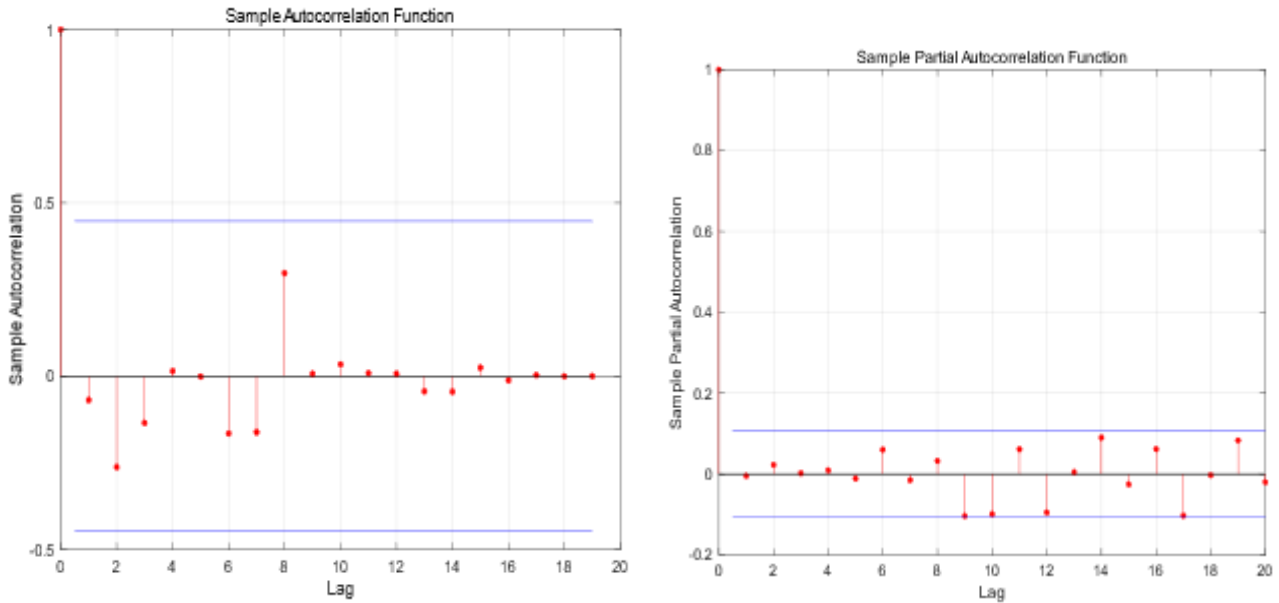 Sample Autocorrelation Function
Sample Autocorrelation
1
0.5
0
-0.5
0 2 4 6 8 10 12 14 16 18 20
Lag
Sample Partial Autocorrelation Function
Sample Partial Autocorrelation
1
0.8
0.6
0.4
0.2
0
-0.2
0 2 4 6 8 10 12 14 16 18 20
Lag